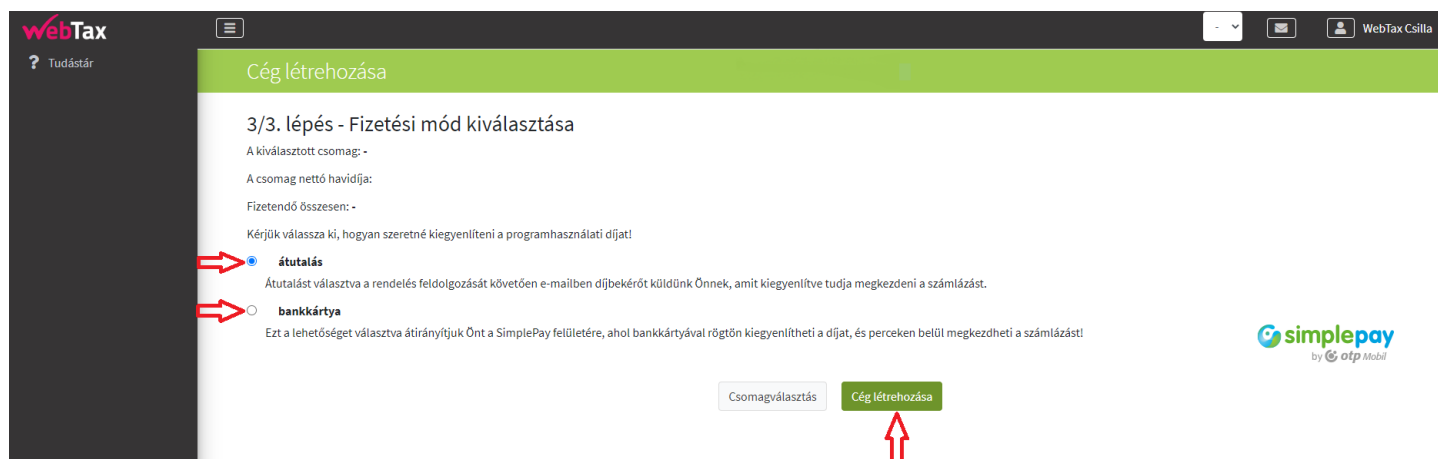 webTax
- WebTax Csilla
? Tudástár
Cég létrehozása
3/3. lépés - Fizetési mód kiválasztása
A kiválasztott csomag: -
A csomag nettó havidíja:
Fizetendő összesen: -
Kérjük válassza ki, hogyan szeretné kiegyenlíteni a programhasználati díjat!
átutalás
Átutalást választva a rendelés feldolgozását követően e-mailben díjbekérőt küldünk Önnek, amit kiegyenlítve tudja megkezdeni a számlázást.
bankkártya
Ezt a lehetőséget választva átirányítjuk Önt a SimplePay felületére, ahol bankkártyával rögtön kiegyenlítheti a díjat, és perceken belül megkezdheti a számlázást!
simplepay
by otp Mobil
Csomagválasztás Cég létrehozása